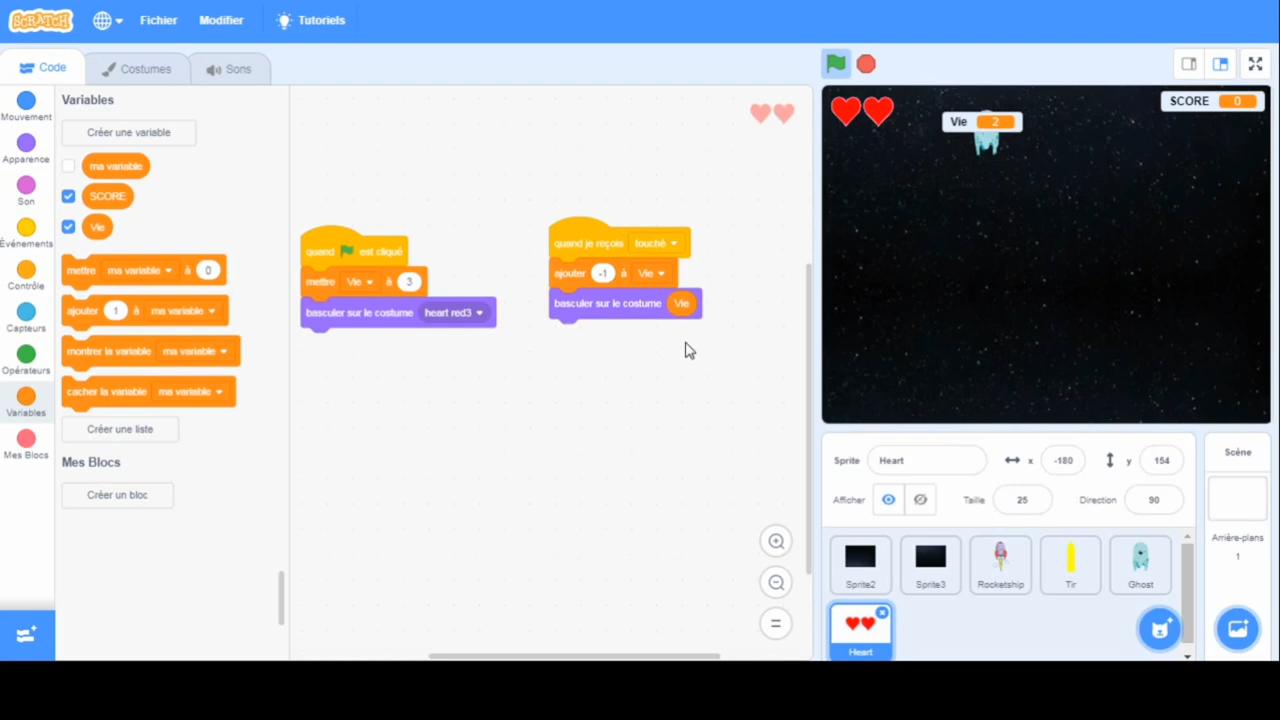 SCRATCH
Fichier
Modifier
Tutoriels
Code
Costumes
Sons
Mouvement
Apparence
Son
Événements
Contrôle
Capteurs
Opérateurs
Variables
Mes Blocs
Variables
Créer une variable
ma variable
SCORE
Vie
mettre ma variable à 0
ajouter 1 à ma variable
montrer la variable ma variable
cacher la variable ma variable
Créer une liste
Mes Blocs
Créer un bloc
quand est cliqué
mettre Vie à 3
basculer sur le costume heart red3
quand je reçois touché
ajouter -1 à Vie
basculer sur le costume Vie
SCORE 0
Vie 2
Sprite Heart x -180 y 154
Afficher Taille 25 Direction 90
Sprite2
Sprite3
Rocketship
Tir
Ghost
Heart
Scène
Arrière-plans
1